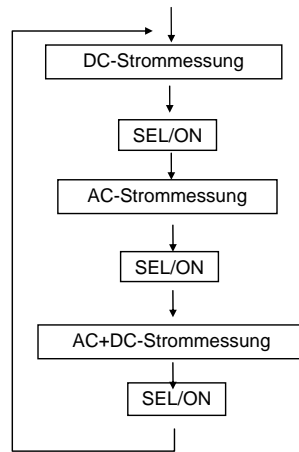 DC-Strommessung
SEL/ON
AC-Strommessung
SEL/ON
AC+DC-Strommessung
SEL/ON